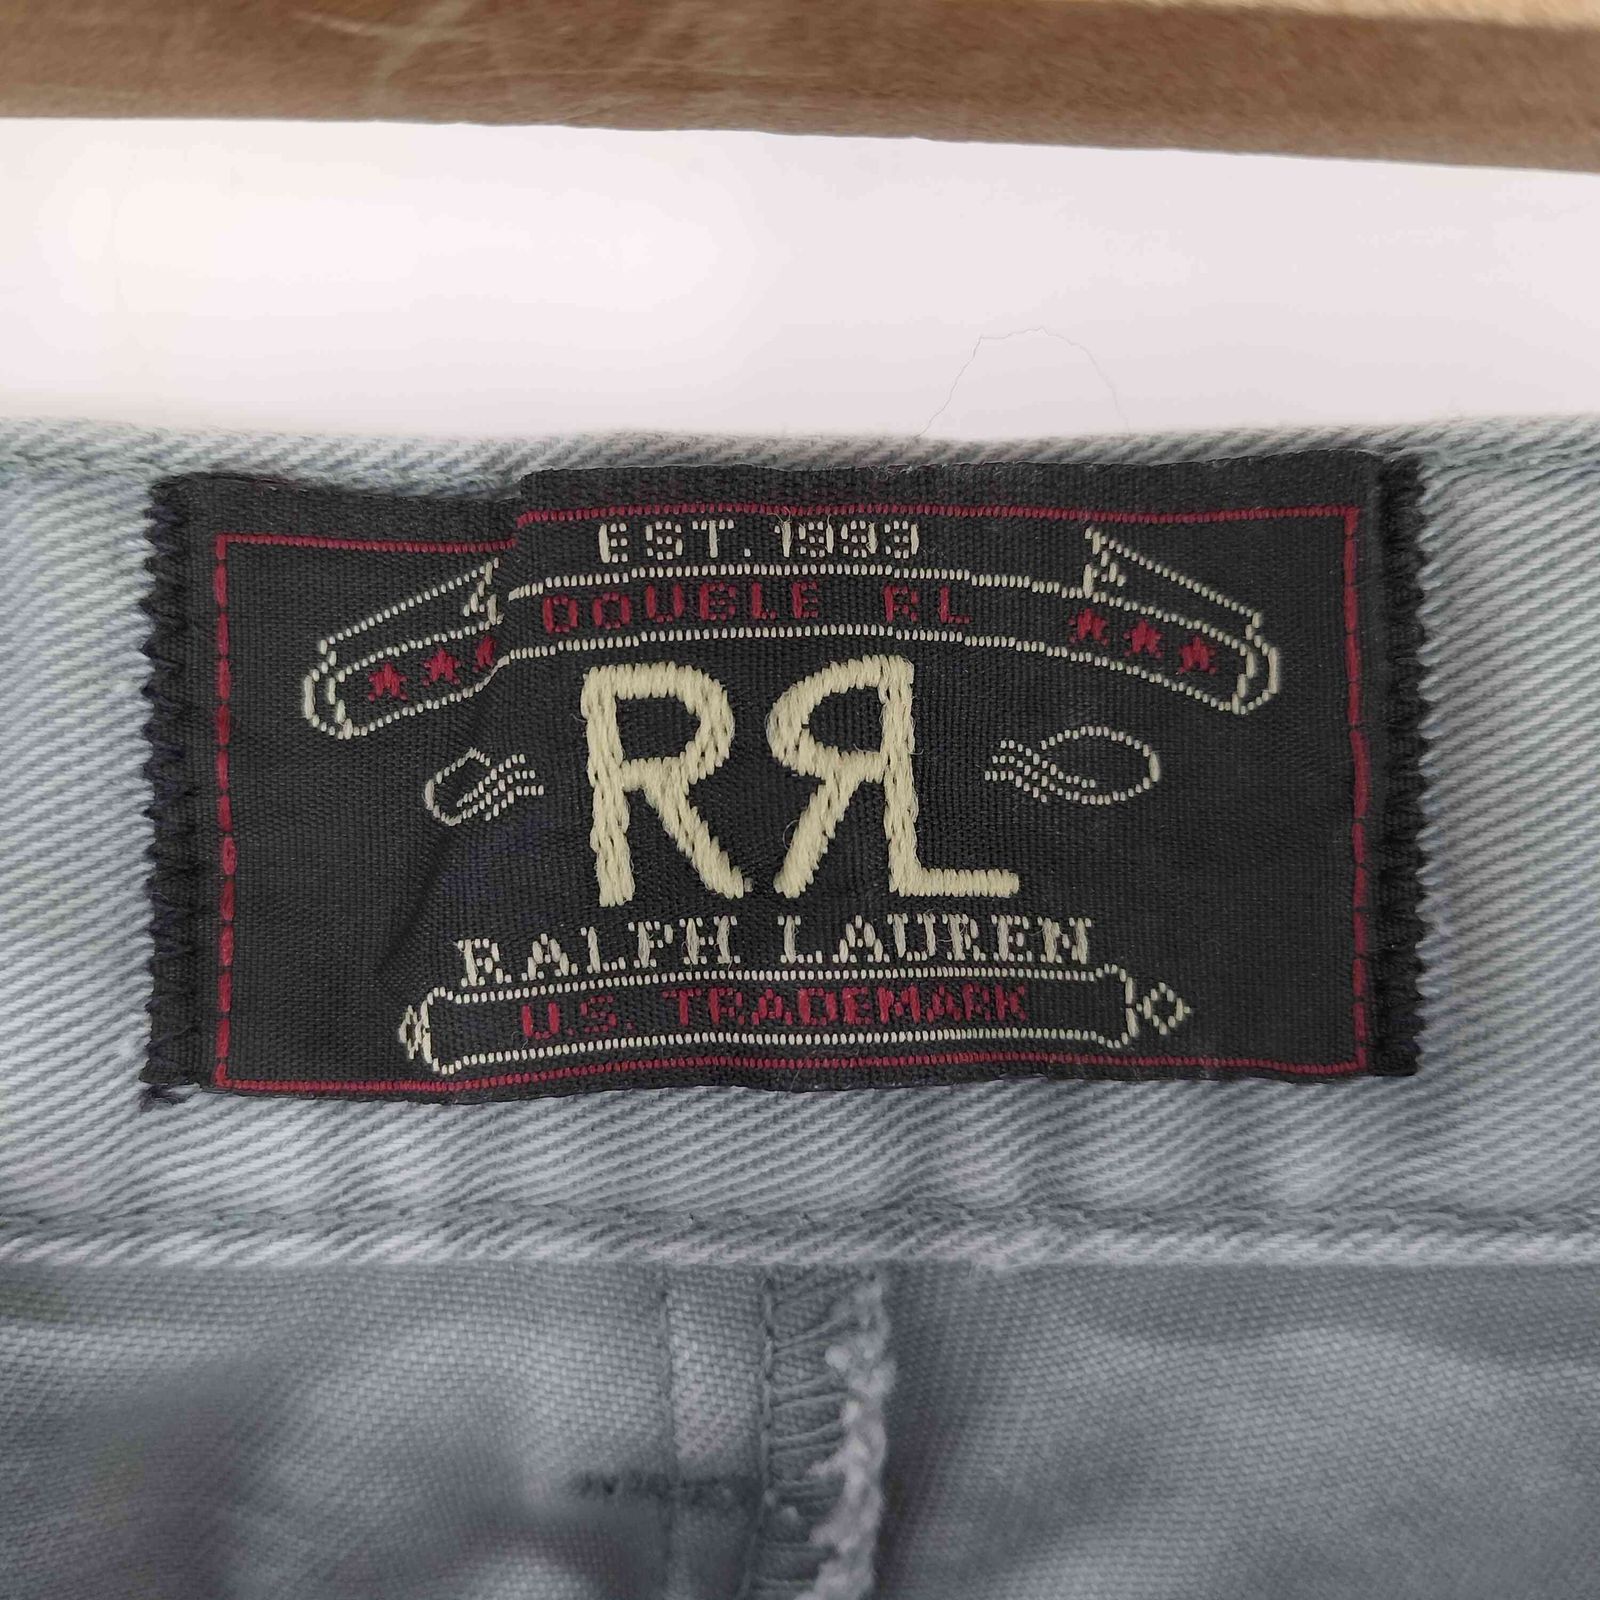 EST. 1993
DOUBLE RL
RRL
RALPH LAUREN
U.S. TRADEMARK